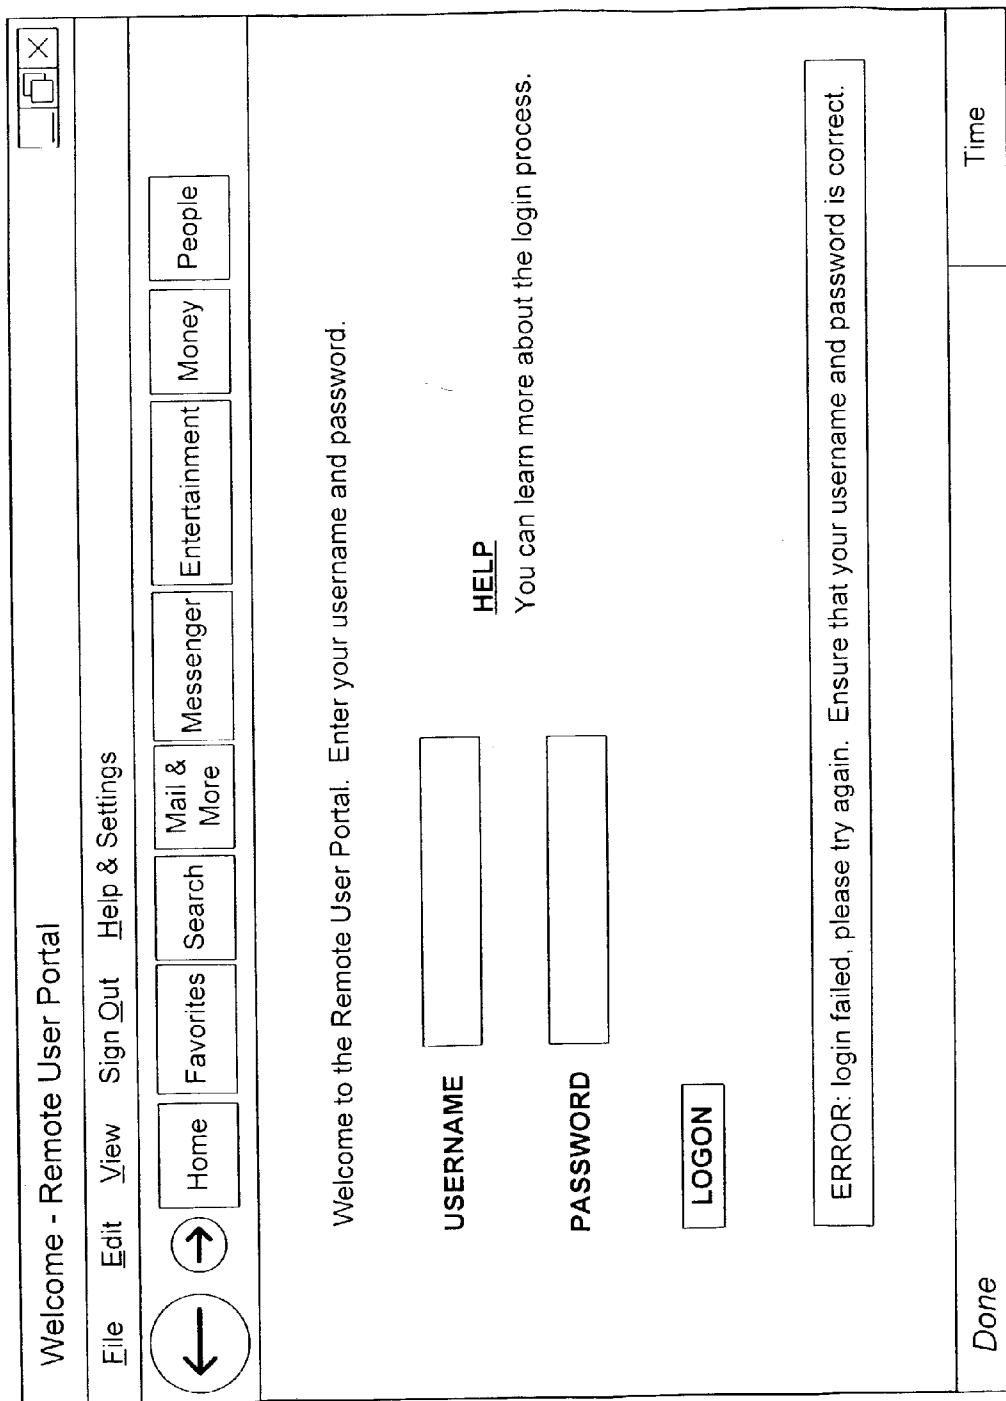 Welcome - Remote User Portal
File Edit View Sign Out Help & Settings
Home Favorites Search Mail & More Messenger Entertainment Money People
Welcome to the Remote User Portal. Enter your username and password.
USERNAME
HELP
You can learn more about the login process.
PASSWORD
LOGON
ERROR: login failed, please try again. Ensure that your username and password is correct.
Done Time